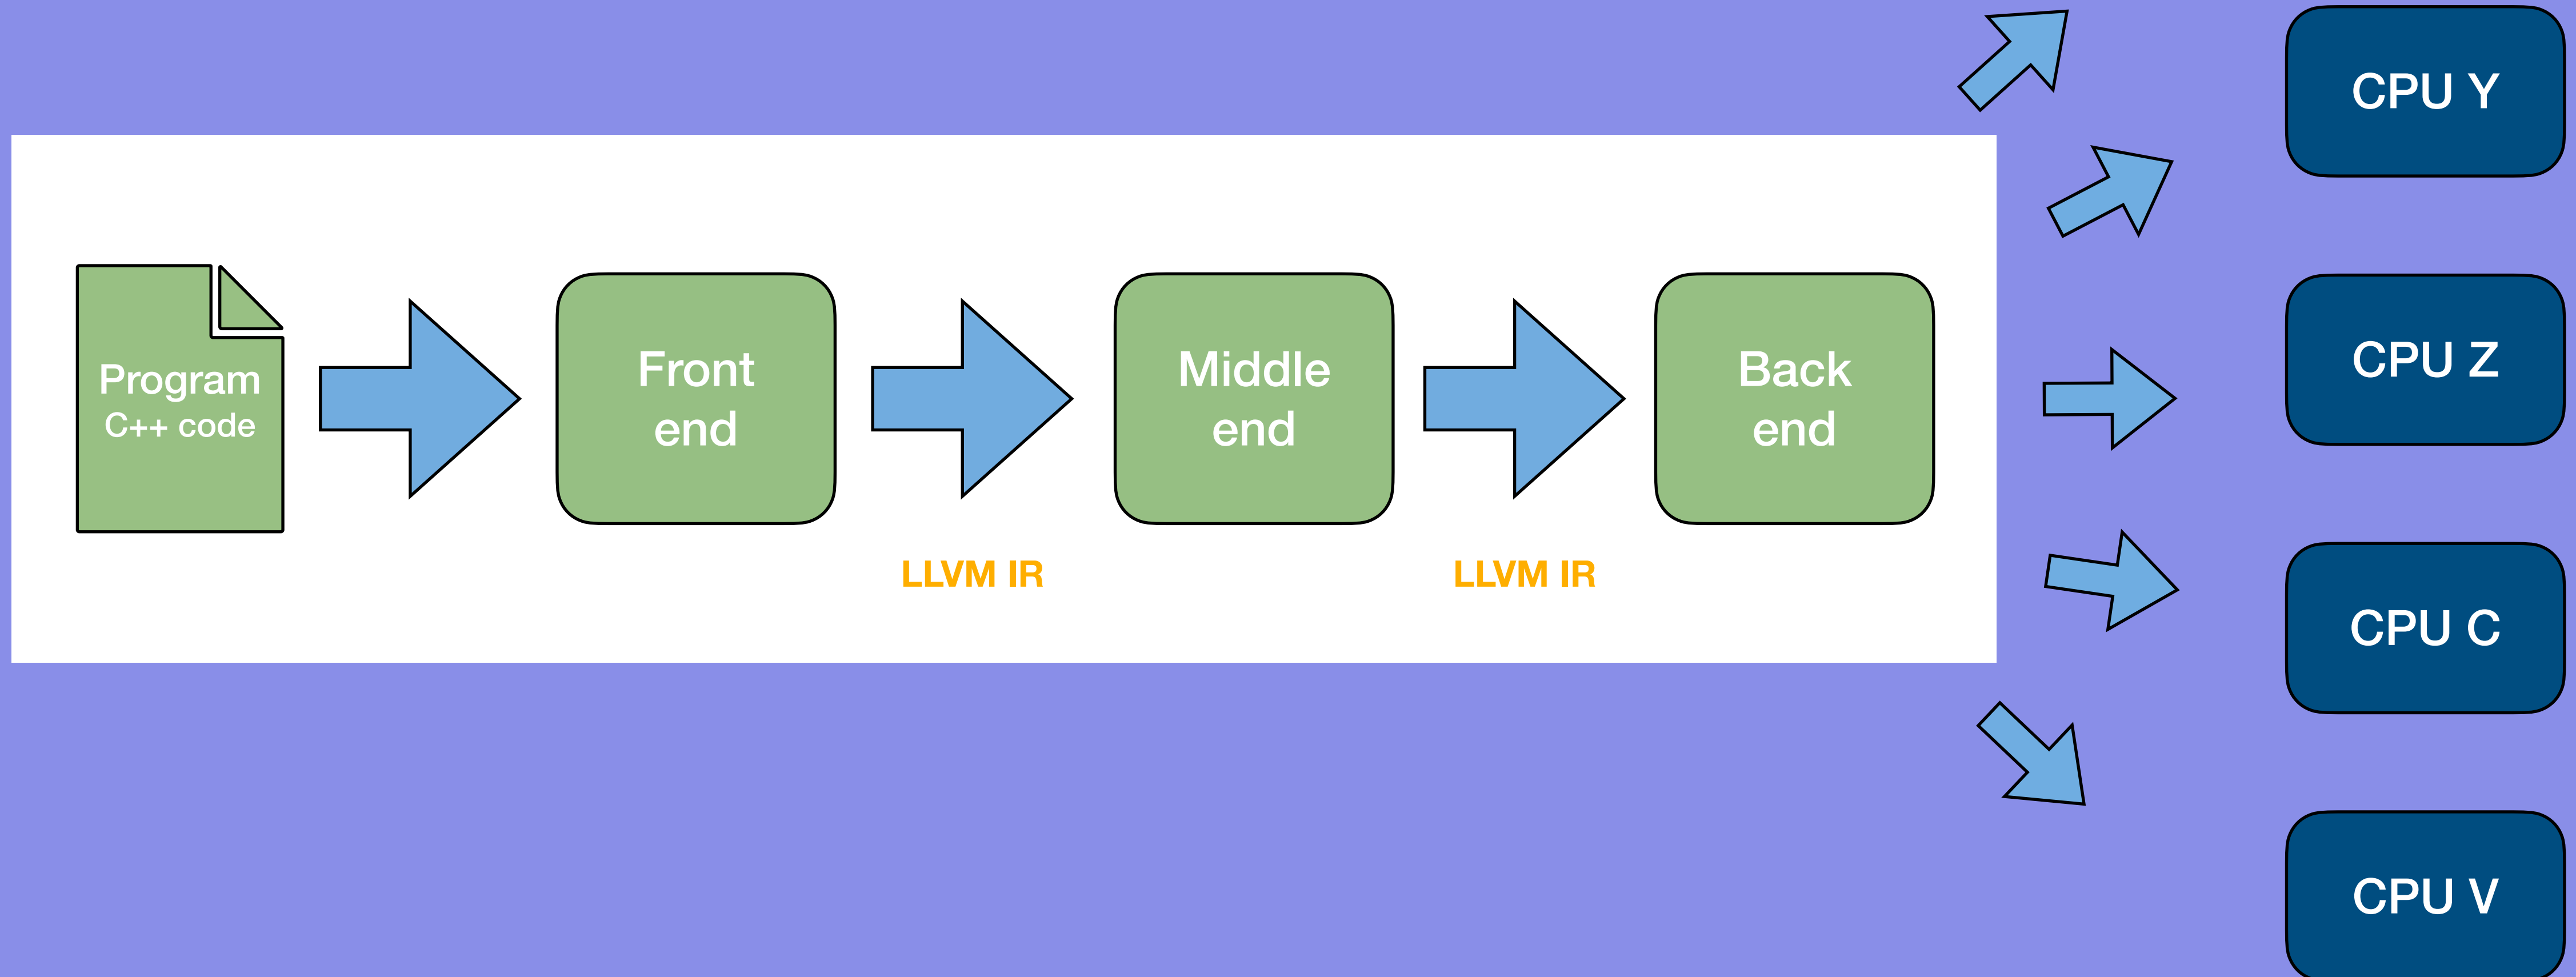 Program
C++ code
Front
end
LLVM IR
Middle
end
LLVM IR
Back
end
CPU Y
CPU Z
CPU C
CPU V